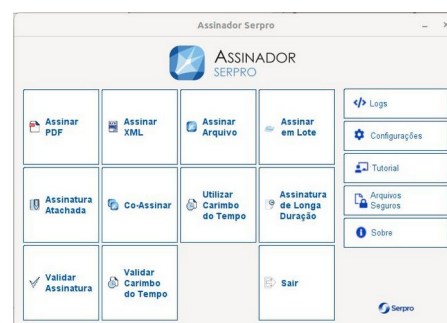 Assinador Serpro
ASSINADOR
SERPRO
Assinar
PDF
Assinar
XML
Assinar
Arquivo
Assinar
em Lote
Assinatura
Atachada
Co-Assinar
Utilizar
Carimbo
do Tempo
Assinatura
de Longa
Duração
Validar
Assinatura
Validar
Carimbo
do Tempo
Sair
Logs
Configurações
Tutorial
Arquivos
Seguros
Sobre
Serpro